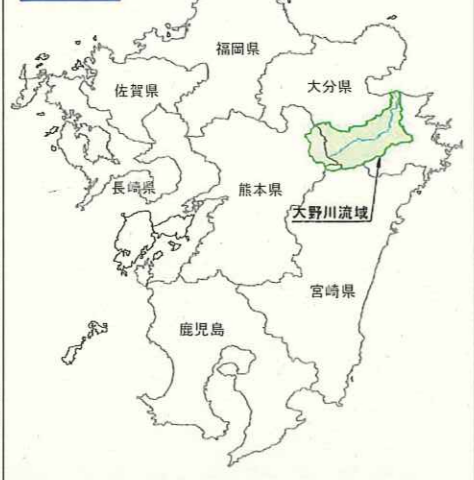 福岡県
佐賀県
大分県
長崎県
熊本県
大野川流域
宮崎県
鹿児島